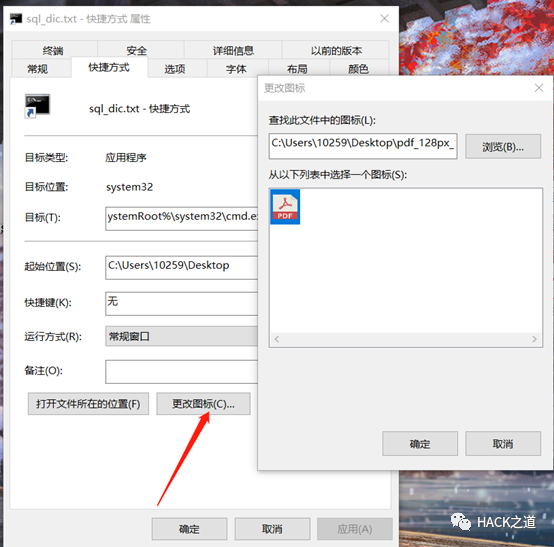 sql_dic.txt - 快捷方式 属性
终端 安全 详细信息 以前的版本
常规 快捷方式 选项 字体 布局 颜色
sql_dic.txt - 快捷方式
目标类型: 应用程序
目标位置: system32
目标(T): ystemRoot%\system32\cmd.e
起始位置(S): C:\Users\10259\Desktop
快捷键(K): 无
运行方式(R): 常规窗口
备注(O):
打开文件所在的位置(F) 更改图标(C)...
确定 取消 应用(A)
更改图标
查找此文件中的图标(L):
C:\Users\10259\Desktop\pdf_128px_ 浏览(B)...
从以下列表中选择一个图标(S):
PDF
确定 取消
HACK之道